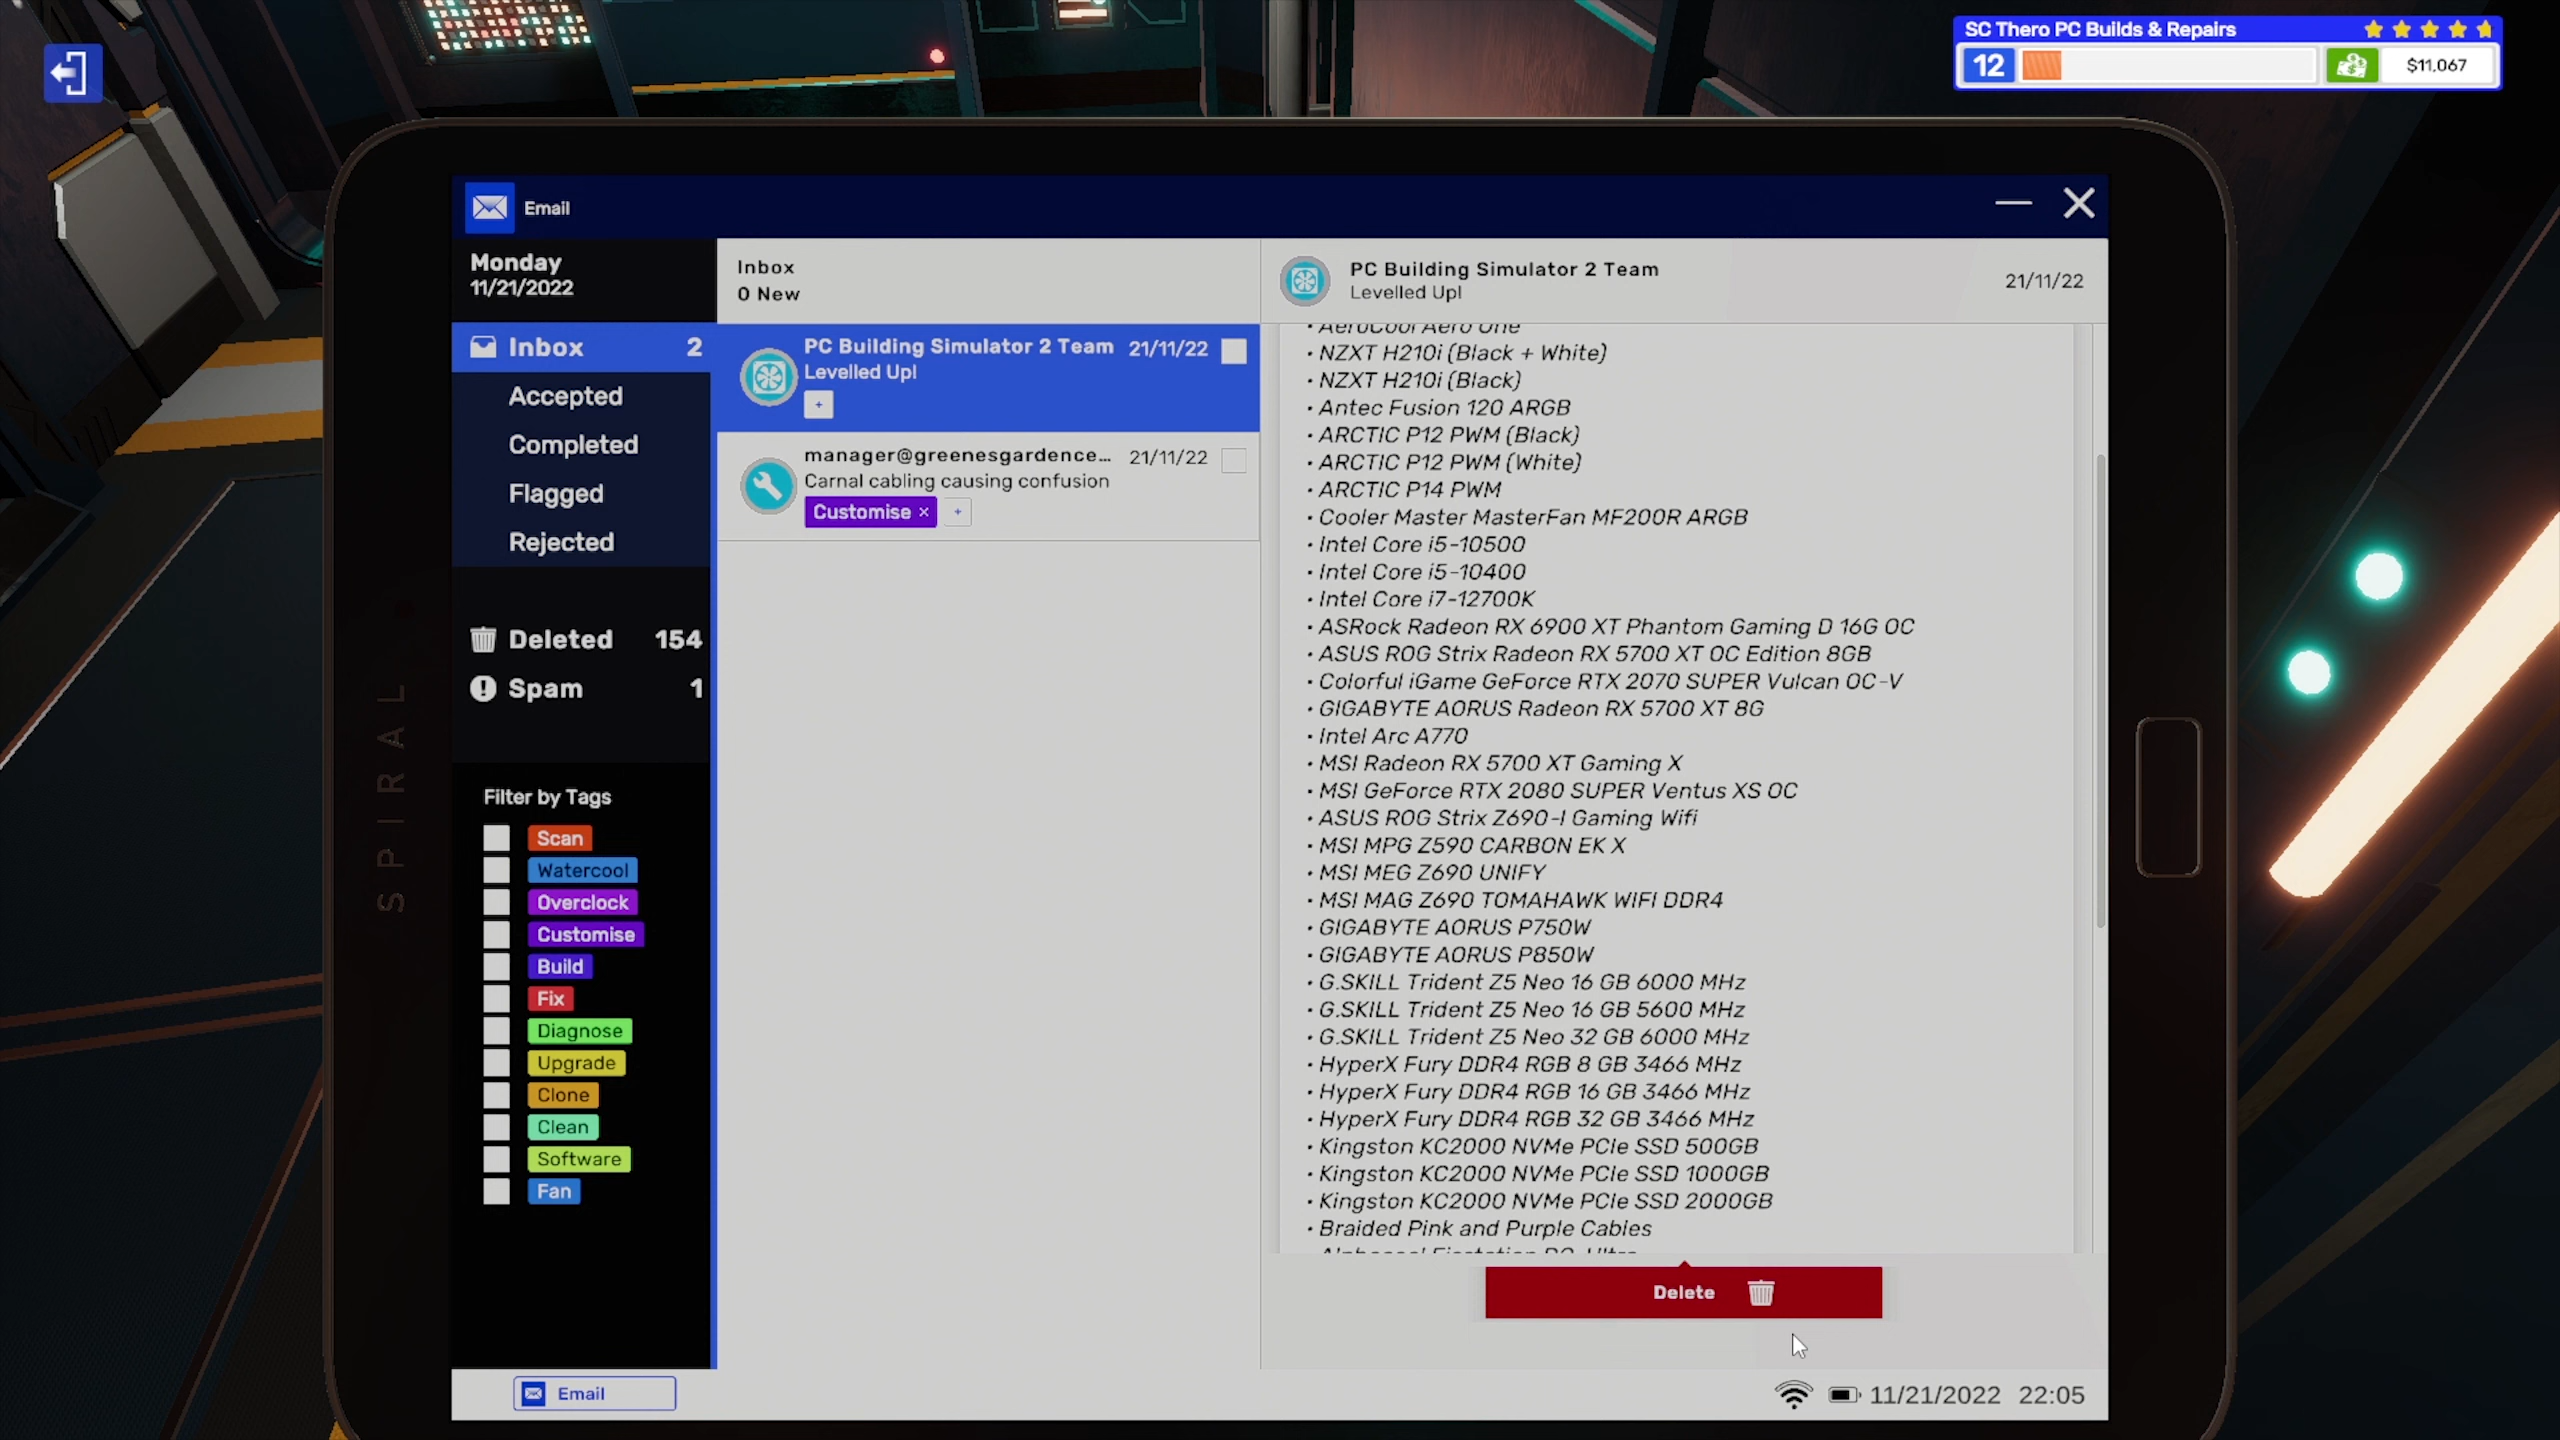 SC Thero PC Builds & Repairs
12
$11,067
Email
Monday
11/21/2022
Inbox 2
Accepted
Completed
Flagged
Rejected
Deleted 154
Spam 1
Filter by Tags
Scan
Watercool
Overclock
Customise
Build
Fix
Diagnose
Upgrade
Clone
Clean
Software
Fan
Inbox
0 New
PC Building Simulator 2 Team 21/11/22
Levelled Up!
+
manager@greenesgardence... 21/11/22
Carnal cabling causing confusion
Customise × +
PC Building Simulator 2 Team
Levelled Up!
21/11/22
• AeroCool Aero One
• NZXT H210i (Black + White)
• NZXT H210i (Black)
• Antec Fusion 120 ARGB
• ARCTIC P12 PWM (Black)
• ARCTIC P12 PWM (White)
• ARCTIC P14 PWM
• Cooler Master MasterFan MF200R ARGB
• Intel Core i5-10500
• Intel Core i5-10400
• Intel Core i7-12700K
• ASRock Radeon RX 6900 XT Phantom Gaming D 16G OC
• ASUS ROG Strix Radeon RX 5700 XT OC Edition 8GB
• Colorful iGame GeForce RTX 2070 SUPER Vulcan OC-V
• GIGABYTE AORUS Radeon RX 5700 XT 8G
• Intel Arc A770
• MSI Radeon RX 5700 XT Gaming X
• MSI GeForce RTX 2080 SUPER Ventus XS OC
• ASUS ROG Strix Z690-I Gaming Wifi
• MSI MPG Z590 CARBON EK X
• MSI MEG Z690 UNIFY
• MSI MAG Z690 TOMAHAWK WIFI DDR4
• GIGABYTE AORUS P750W
• GIGABYTE AORUS P850W
• G.SKILL Trident Z5 Neo 16 GB 6000 MHz
• G.SKILL Trident Z5 Neo 16 GB 5600 MHz
• G.SKILL Trident Z5 Neo 32 GB 6000 MHz
• HyperX Fury DDR4 RGB 8 GB 3466 MHz
• HyperX Fury DDR4 RGB 16 GB 3466 MHz
• HyperX Fury DDR4 RGB 32 GB 3466 MHz
• Kingston KC2000 NVMe PCIe SSD 500GB
• Kingston KC2000 NVMe PCIe SSD 1000GB
• Kingston KC2000 NVMe PCIe SSD 2000GB
• Braided Pink and Purple Cables
Delete
Email
11/21/2022 22:05
SPIRAL